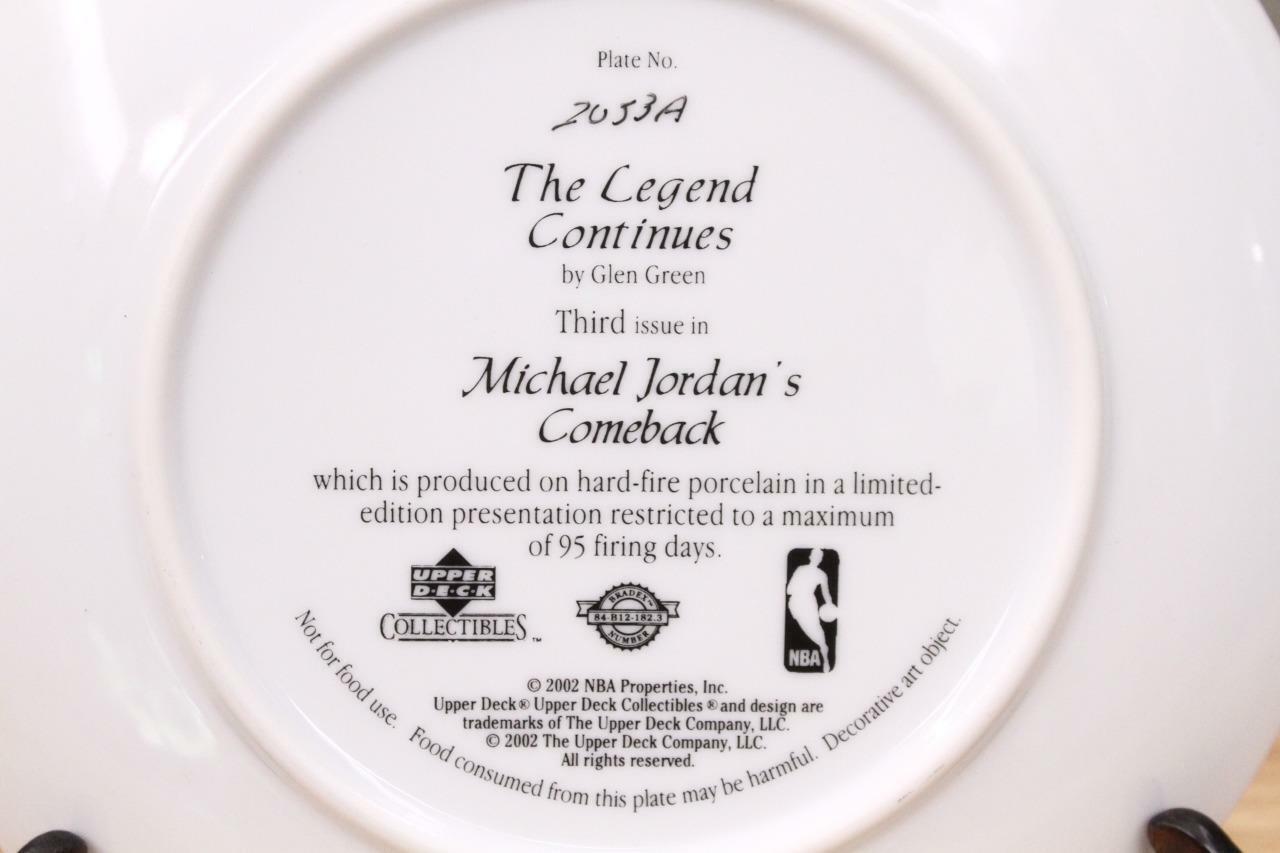 Plate No.
2053A
The Legend
Continues
by Glen Green
Third issue in
Michael Jordan's
Comeback
which is produced on hard-fire porcelain in a limited-
edition presentation restricted to a maximum
of 95 firing days.
UPPER
D·E·C·K
COLLECTIBLES™
BRADEX™
84-B12-182.3
NUMBER
NBA
© 2002 NBA Properties, Inc.
Upper Deck® Upper Deck Collectibles® and design are
trademarks of The Upper Deck Company, LLC.
© 2002 The Upper Deck Company, LLC.
All rights reserved.
Not for food use. Food consumed from this plate may be harmful. Decorative art object.